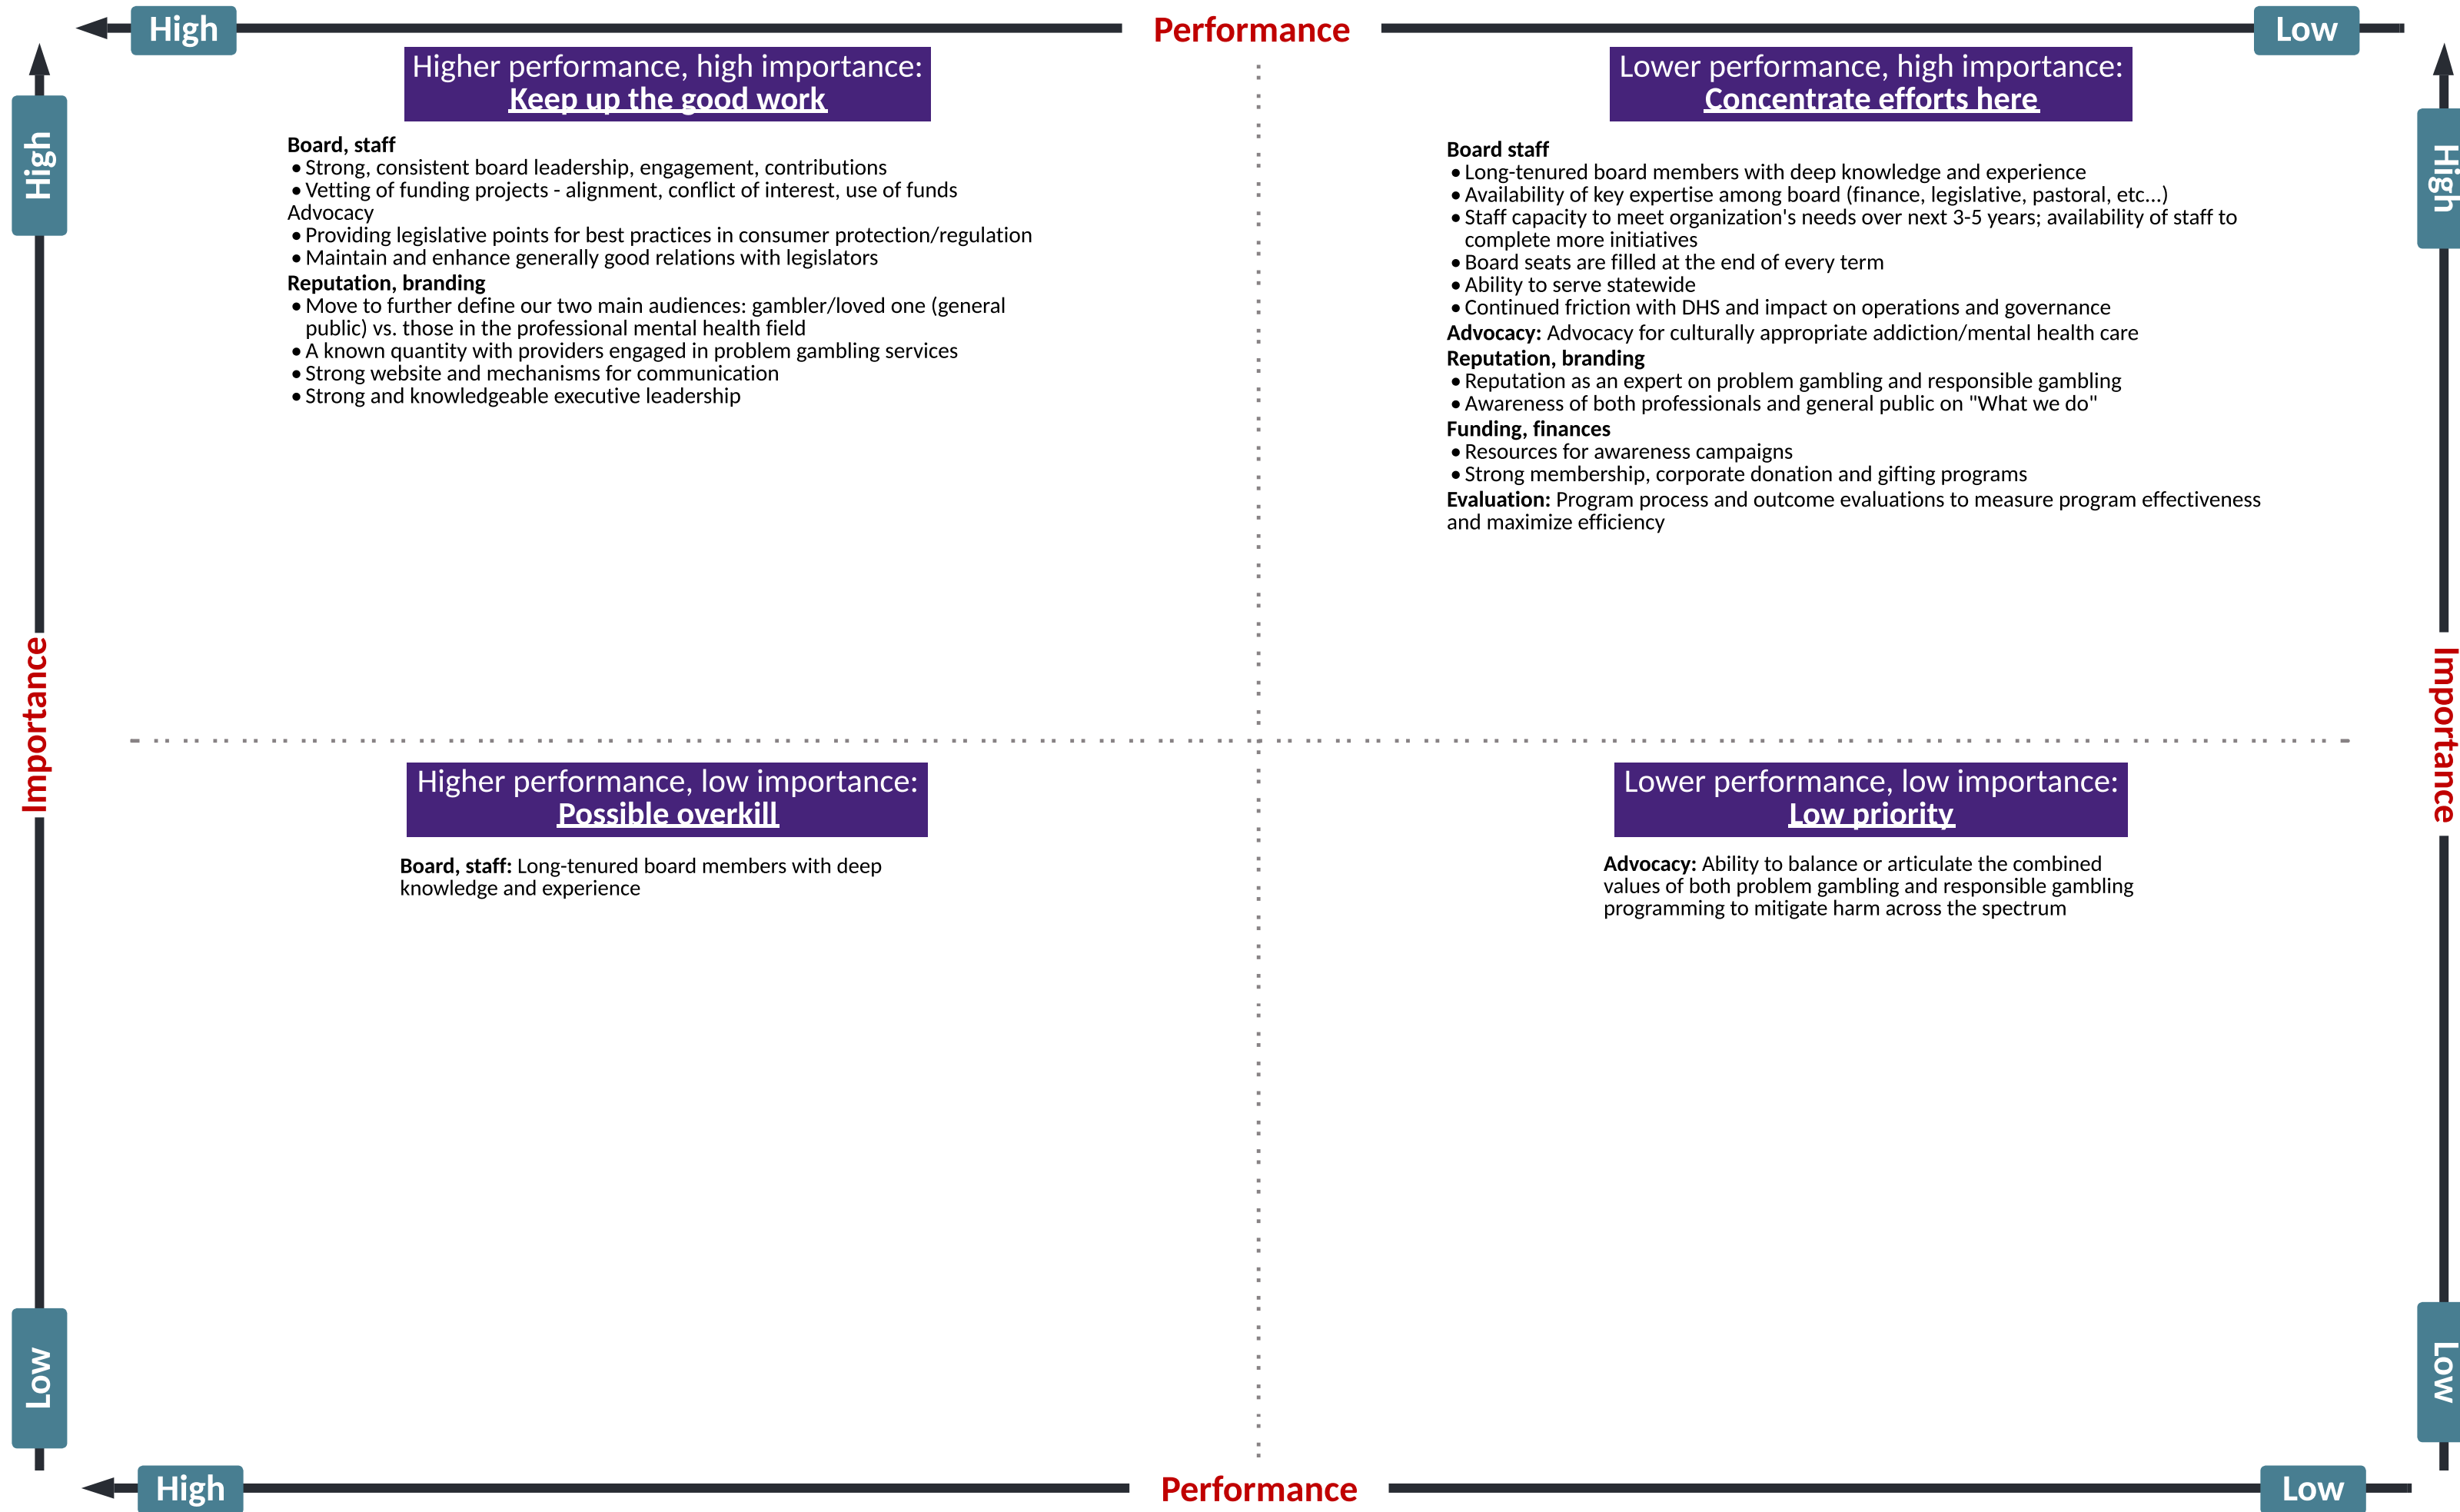 High
Performance
Low
High
High
Higher performance, high importance:
Keep up the good work
Board, staff
• Strong, consistent board leadership, engagement, contributions
• Vetting of funding projects - alignment, conflict of interest, use of funds
Advocacy
• Providing legislative points for best practices in consumer protection/regulation
• Maintain and enhance generally good relations with legislators
Reputation, branding
• Move to further define our two main audiences: gambler/loved one (general
public) vs. those in the professional mental health field
• A known quantity with providers engaged in problem gambling services
• Strong website and mechanisms for communication
• Strong and knowledgeable executive leadership
Lower performance, high importance:
Concentrate efforts here
Board staff
• Long-tenured board members with deep knowledge and experience
• Availability of key expertise among board (finance, legislative, pastoral, etc...)
• Staff capacity to meet organization's needs over next 3-5 years; availability of staff to
complete more initiatives
• Board seats are filled at the end of every term
• Ability to serve statewide
• Continued friction with DHS and impact on operations and governance
Advocacy: Advocacy for culturally appropriate addiction/mental health care
Reputation, branding
• Reputation as an expert on problem gambling and responsible gambling
• Awareness of both professionals and general public on "What we do"
Funding, finances
• Resources for awareness campaigns
• Strong membership, corporate donation and gifting programs
Evaluation: Program process and outcome evaluations to measure program effectiveness
and maximize efficiency
Importance
Importance
Higher performance, low importance:
Possible overkill
Board, staff: Long-tenured board members with deep
knowledge and experience
Lower performance, low importance:
Low priority
Advocacy: Ability to balance or articulate the combined
values of both problem gambling and responsible gambling
programming to mitigate harm across the spectrum
Low
Low
High
Performance
Low